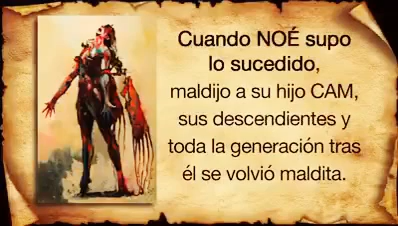 Cuando NOÉ supo
lo sucedido,
maldijo a su hijo CAM,
sus descendientes y
toda la generación tras
él se volvió maldita.